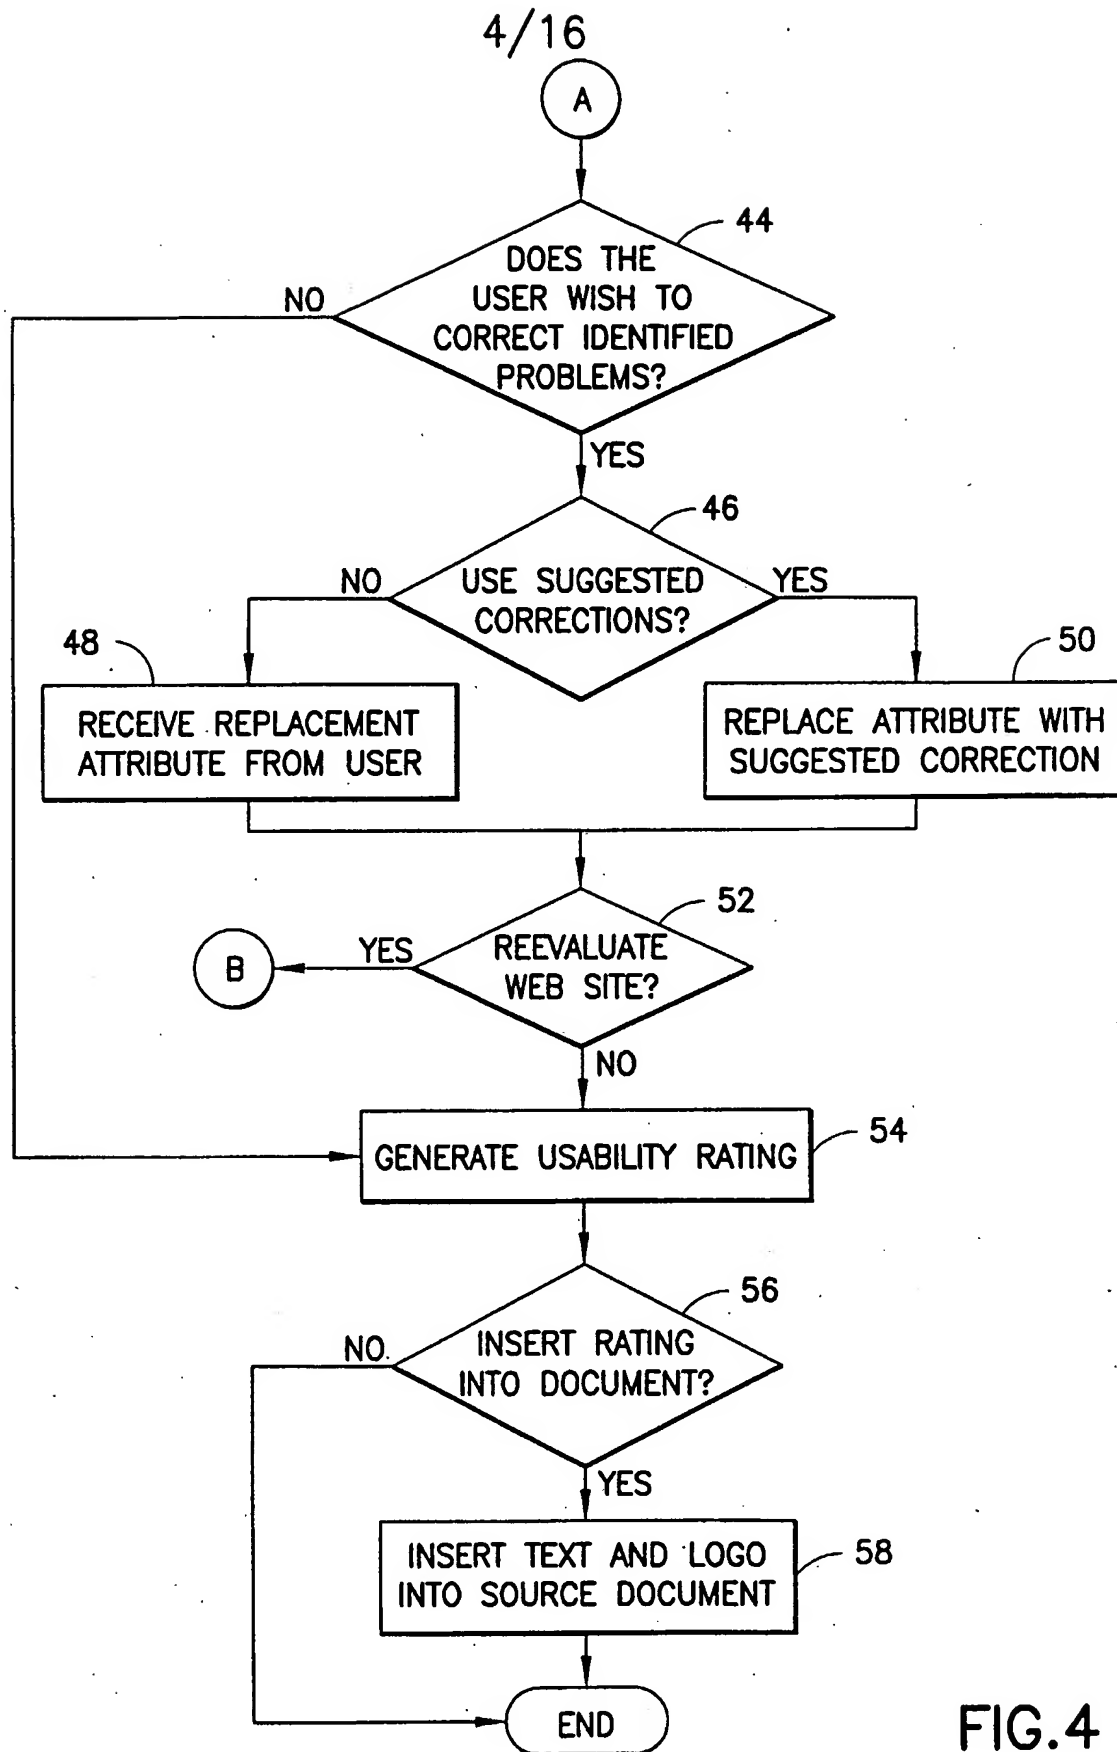 4/16
A
44
DOES THE
USER WISH TO
CORRECT IDENTIFIED
PROBLEMS?
NO
YES
46
USE SUGGESTED
CORRECTIONS?
NO
YES
48
RECEIVE REPLACEMENT
ATTRIBUTE FROM USER
50
REPLACE ATTRIBUTE WITH
SUGGESTED CORRECTION
52
REEVALUATE
WEB SITE?
YES
B
NO
GENERATE USABILITY RATING
54
56
INSERT RATING
INTO DOCUMENT?
NO
YES
INSERT TEXT AND LOGO
INTO SOURCE DOCUMENT
58
END
FIG.4